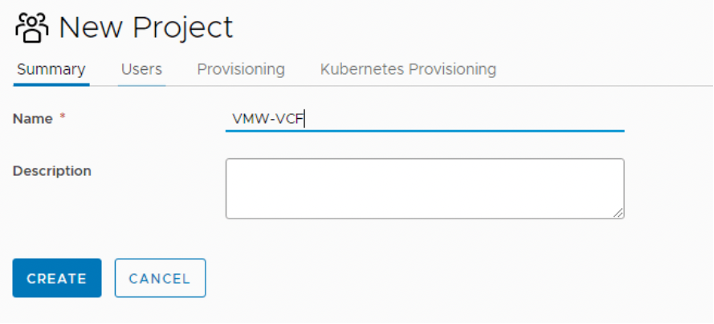 New Project
Summary Users Provisioning Kubernetes Provisioning
Name * VMW-VCF
Description
CREATE CANCEL